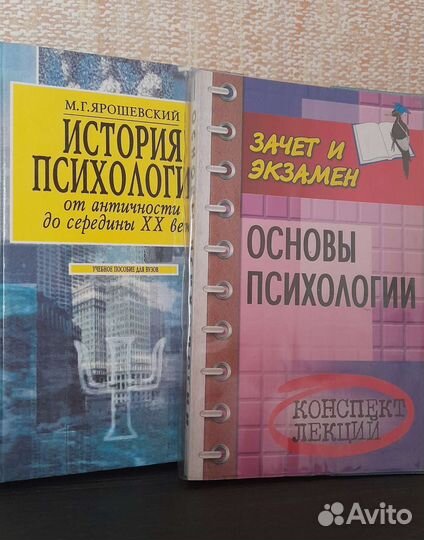 М.Г.ЯРОШЕВСКИЙ
ИСТОРИЯ
ПСИХОЛОГИ
от античности
до середины XX век
УЧЕБНОЕ ПОСОБИЕ ДЛЯ ВУЗОВ
ЗАЧЕТ И
ЭКЗАМЕН
ОСНОВЫ
ПСИХОЛОГИИ
КОНСПЕКТ
ЛЕКЦИЙ
Avito